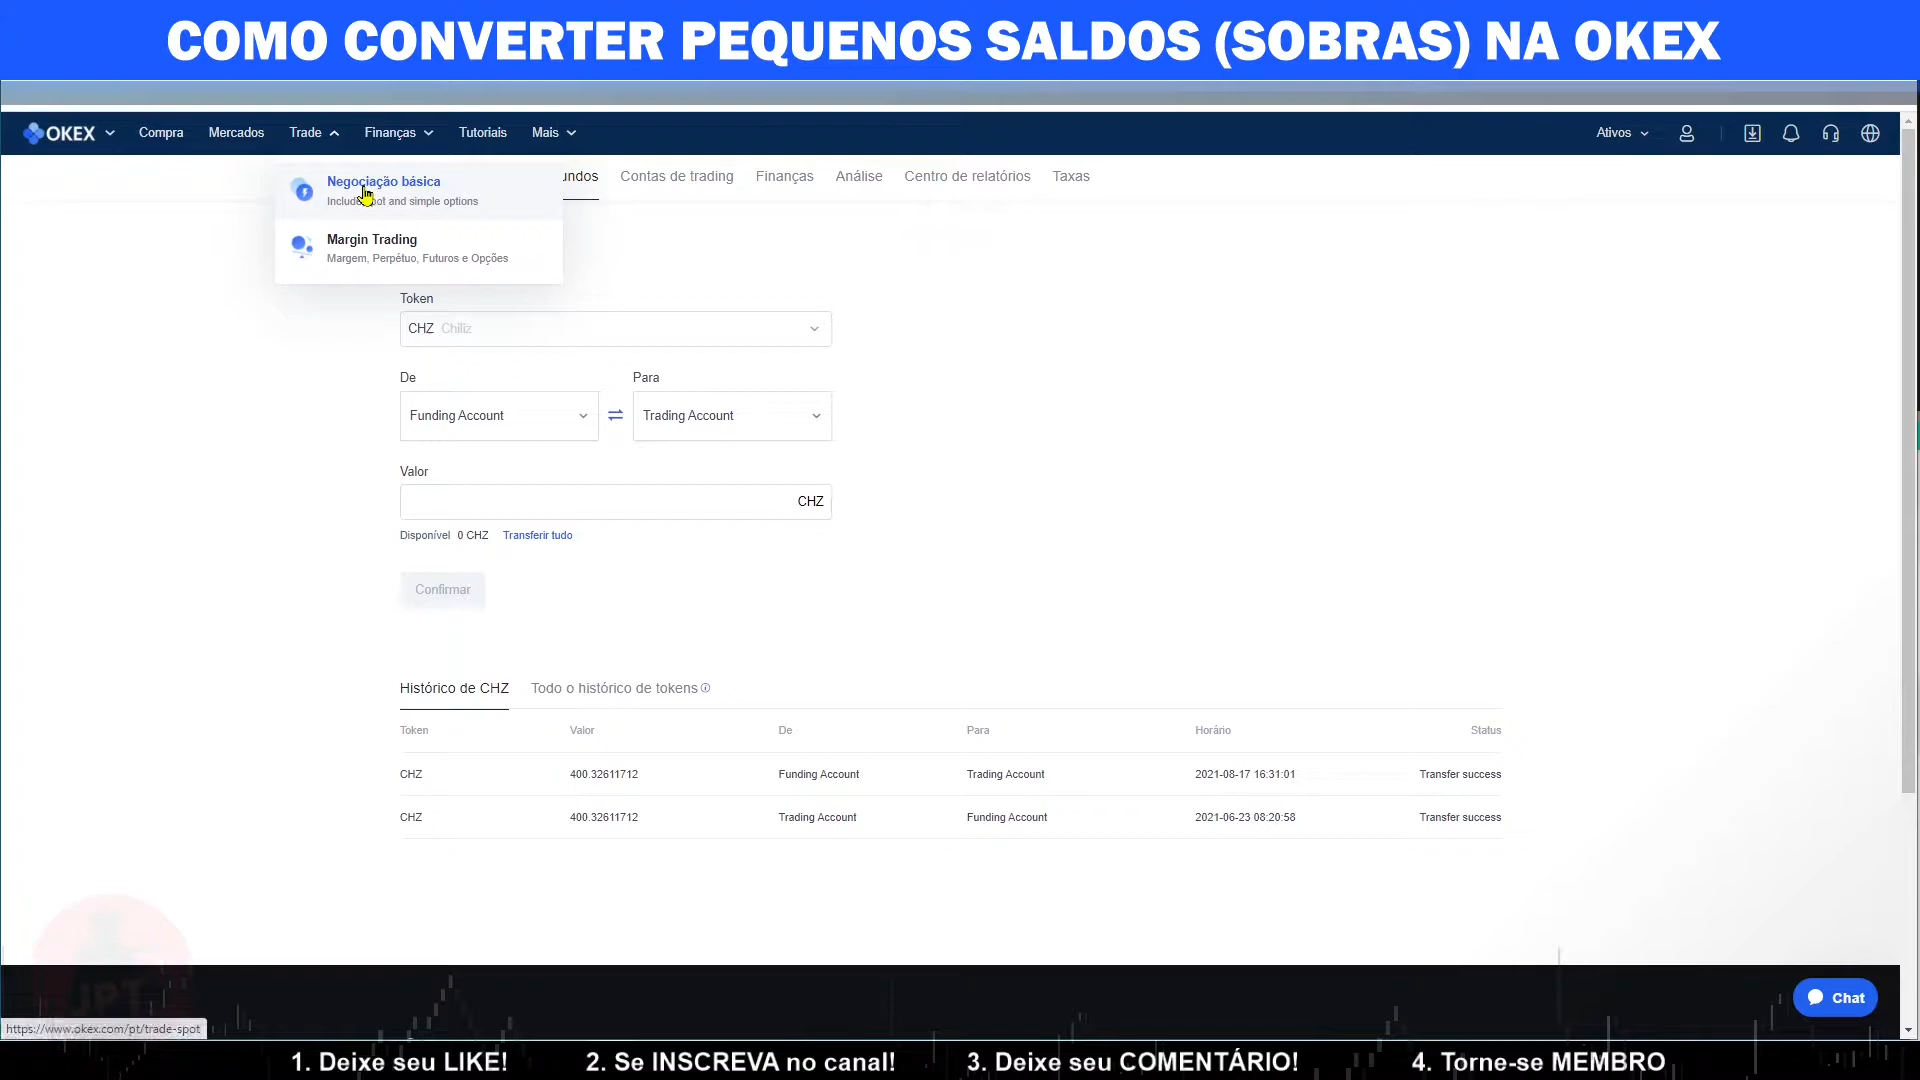 COMO CONVERTER PEQUENOS SALDOS (SOBRAS) NA OKEX
OKEX Compra Mercados Trade Finanças Tutoriais Mais Ativos
Negociação básica
undos Contas de trading Finanças Análise Centro de relatórios Taxas
and simple options
Margin Trading
Margem, Perpétuo, Futuros e Opções
Token
CHZ Chiliz
De Para
Funding Account Trading Account
Valor
CHZ
Disponível 0 CHZ Transferir tudo
Confirmar
Histórico de CHZ Todo o histórico de tokens
Token Valor De Para Horário Status
CHZ 400.32611712 Funding Account Trading Account 2021-08-17 16:31:01 Transfer success
CHZ 400.32611712 Trading Account Funding Account 2021-06-23 08:20:58 Transfer success
JPT
Chat
https://www.okex.com/pt/trade-spot
1. Deixe seu LIKE! 2. Se INSCREVA no canal! 3. Deixe seu COMENTÁRIO! 4. Torne-se MEMBRO